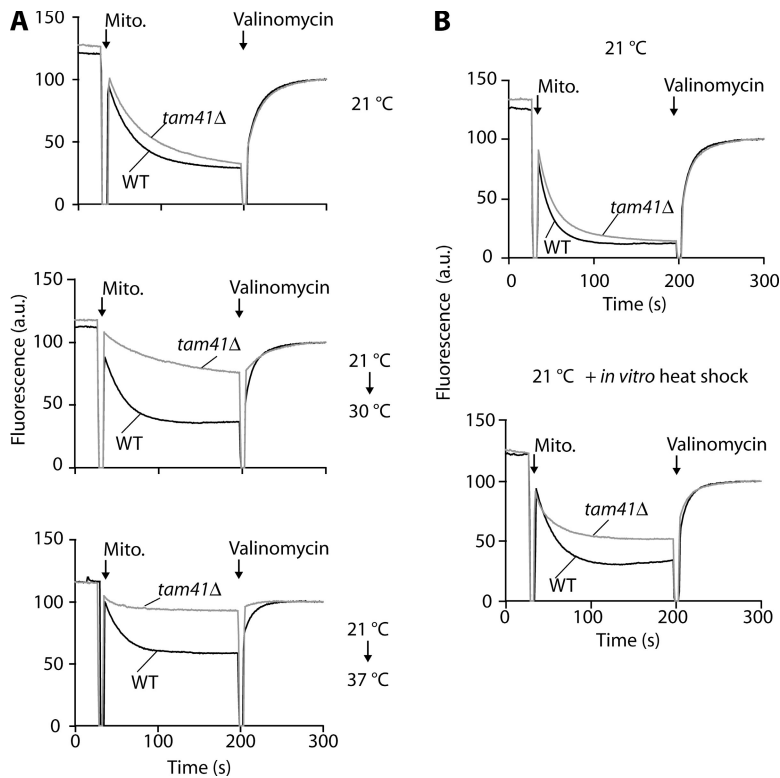 A
150
Mito.
Valinomycin
100
tam41Δ
21 °C
50
WT
0
150
Mito.
Valinomycin
100
tam41Δ
21 °C
50
30 °C
WT
0
Fluorescence (a.u.)
150
Mito.
Valinomycin
tam41Δ
100
21 °C
50
WT
37 °C
0
0 100 200 300
Time (s)
B
21 °C
150
Mito.
Valinomycin
100
50
tam41Δ
WT
0
0 100 200 300
Time (s)
Fluorescence (a.u.)
21 °C + in vitro heat shock
150
Mito.
Valinomycin
100
tam41Δ
50
WT
0
0 100 200 300
Time (s)